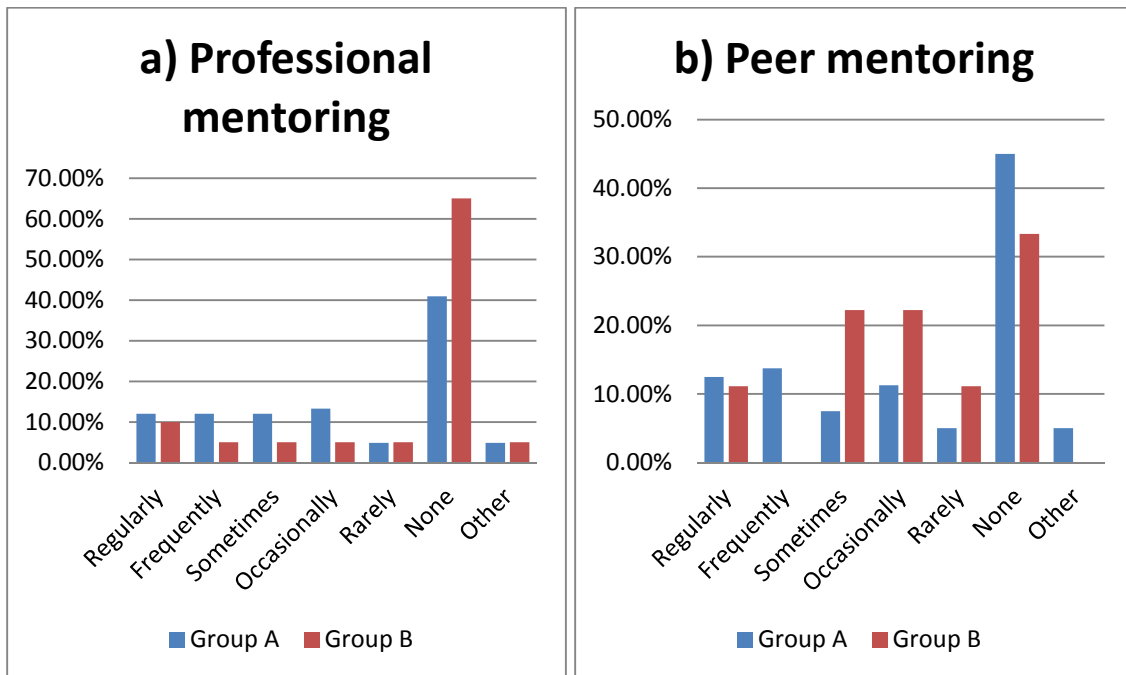 a) Professional
mentoring
70.00%
60.00%
50.00%
40.00%
30.00%
20.00%
10.00%
0.00%
Regularly
Frequently
Sometimes
Occasionally
Rarely
None
Other
Group A
Group B
b) Peer mentoring
50.00%
40.00%
30.00%
20.00%
10.00%
0.00%
Regularly
Frequently
Sometimes
Occasionally
Rarely
None
Other
Group A
Group B